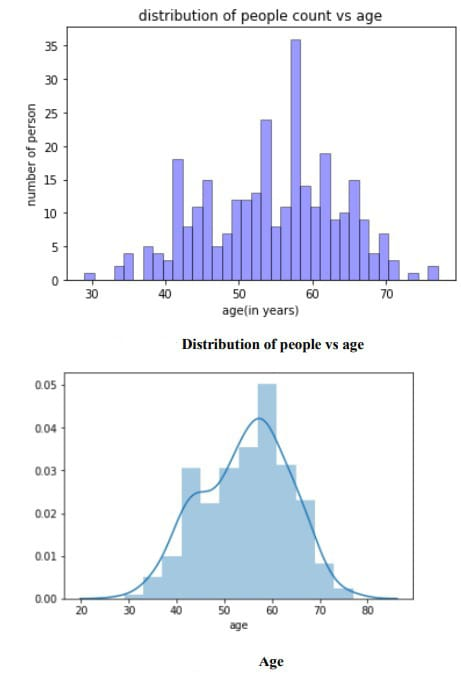 distribution of people count vs age
35
30
25
20
15
10
5
0
number of person
30 40 50 60 70
age(in years)
Distribution of people vs age
0.05
0.04
0.03
0.02
0.01
0.00
20 30 40 50 60 70 80
age
Age